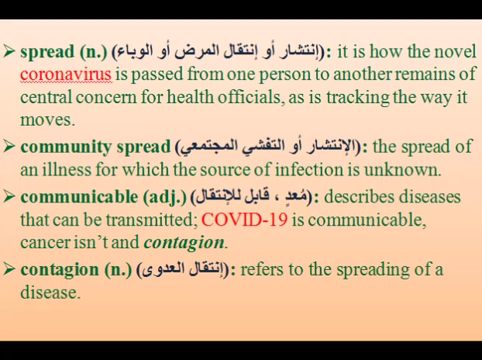 ➢ spread (n.) (إنتشار أو إنتقال المرض أو الوباء): it is how the novel
coronavirus is passed from one person to another remains of
central concern for health officials, as is tracking the way it
moves.
➢ community spread (الإنتشار أو التفشي المجتمعي): the spread of
an illness for which the source of infection is unknown.
➢ communicable (adj.) (مُعدٍ ، قابل للإنتقال): describes diseases
that can be transmitted; COVID-19 is communicable,
cancer isn’t and contagion.
➢ contagion (n.) (إنتقال العدوى): refers to the spreading of a
disease.